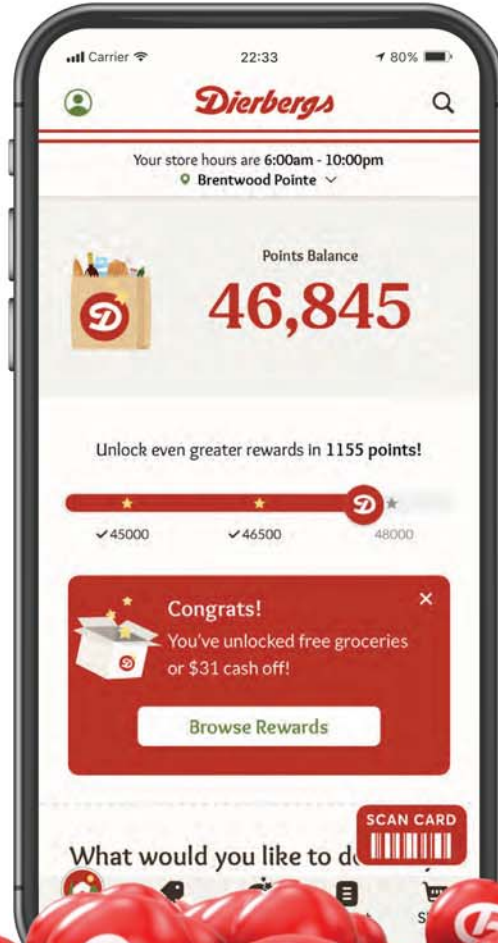 Carrier
22:33
80%
Dierbergs
Your store hours are 6:00am - 10:00pm
Brentwood Pointe
Points Balance
46,845
D
Unlock even greater rewards in 1155 points!
D
45000
46500
48000
Congrats!
You've unlocked free groceries
or $31 cash off!
D
Browse Rewards
SCAN CARD
What would you like to d